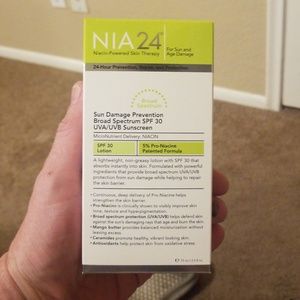 NIA24™
Niacin-Powered Skin Therapy
For Sun and
Age Damage
24-Hour Prevention, Repair, and Protection
Broad
Spectrum
Sun Damage Prevention
Broad Spectrum SPF 30
UVA/UVB Sunscreen
MicroNutrient Delivery: NIACIN
SPF 30
Lotion
5% Pro-Niacin
Patented Formula
A lightweight, non-greasy lotion with SPF 30 that
absorbs instantly into skin. Formulated with powerful
ingredients that provide broad spectrum UVA/UVB
protection from sun damage while helping to repair
the skin barrier.
• Continuous, deep delivery of Pro-Niacin helps
strengthen the skin barrier.
• Pro-Niacin is clinically shown to visibly improve skin
tone, texture and hyperpigmentation.
• Broad spectrum protection (UVA/UVB) helps defend skin
against the sun's damaging rays that age and burn the skin.
• Mango butter provides balanced moisturization without
leaving excess.
• Ceramides promote healthy, vibrant looking skin.
• Antioxidants help protect skin from oxidative stress